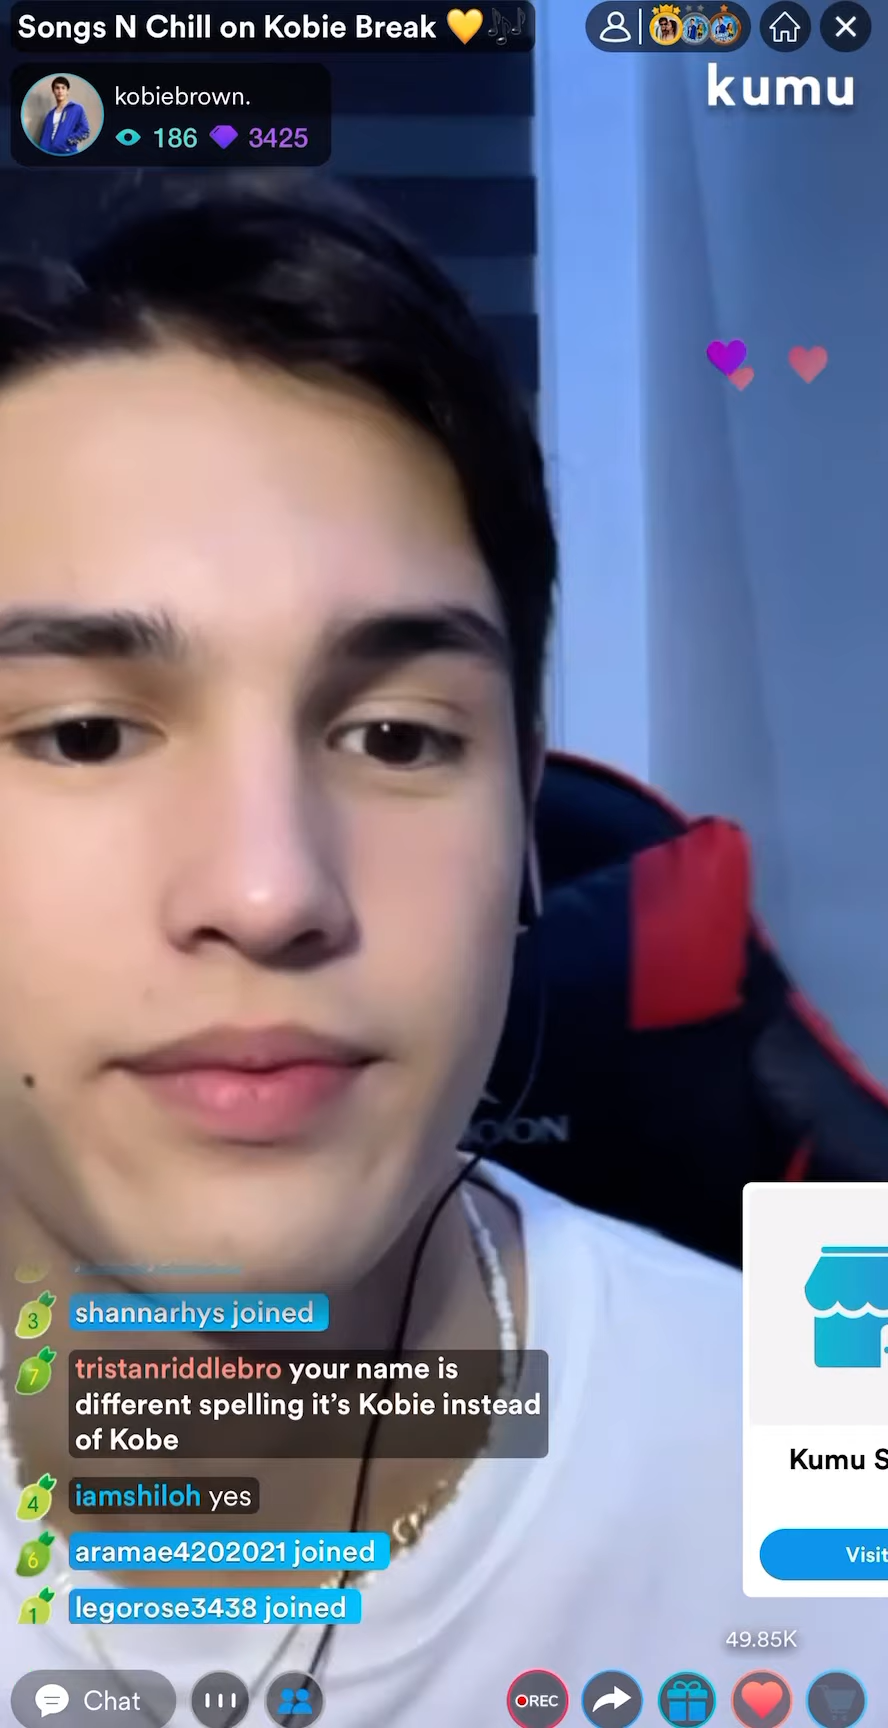 Songs N Chill on Kobie Break 💛🎶
kobiebrown.
186 3425
kumu
OON
3 shannarhys joined
7 tristanriddlebro your name is
different spelling it's Kobie instead
of Kobe
4 iamshiloh yes
6 aramae4202021 joined
1 legorose3438 joined
Kumu S
Visit
49.85K
Chat
REC